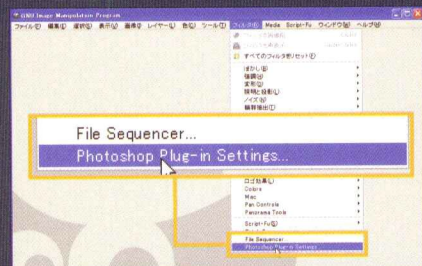 GNU Image Manipulation Program
ファイル(F) 編集(E) 選択(S) 表示(V) 画像(I) レイヤー(L) 色(C) ツール(T) フィルタ(R) Media Script-Fu ウィンドウ(W) ヘルプ(H)
すべてのフィルタをリセット(F)
ぼかし(B)
強調(H)
変形(D)
照明と投影(L)
ノイズ(N)
輪郭抽出(T)
File Sequencer...
Photoshop Plug-in Settings...
ロゴ効果(L)
Colors
Misc
Pan Controls
Panorama Tools
Script-Fu(S)
File Sequencer
Photoshop Plug-in Settings